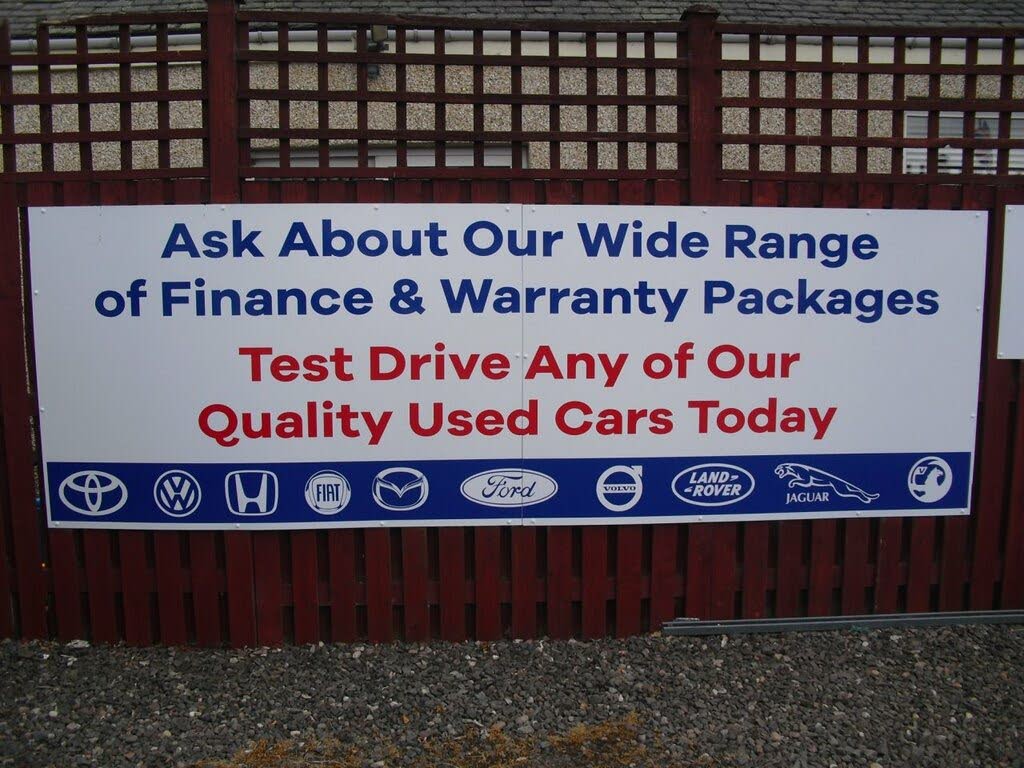 Ask About Our Wide Range
of Finance & Warranty Packages
Test Drive Any of Our
Quality Used Cars Today
FIAT Ford VOLVO LAND-ROVER JAGUAR